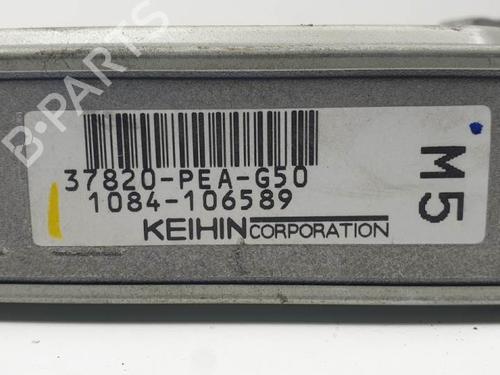 37820-PEA-G50
1084-106589
KEIHIN CORPORATION
M5
B-PARTS